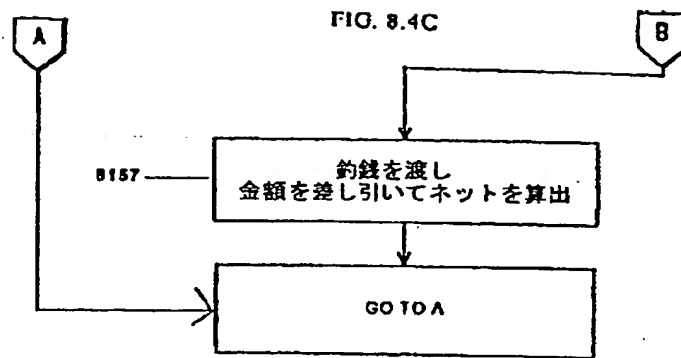 FIG. 8.4C
A
B
8157
釣銭を渡し
金額を差し引いてネットを算出
GO TO A